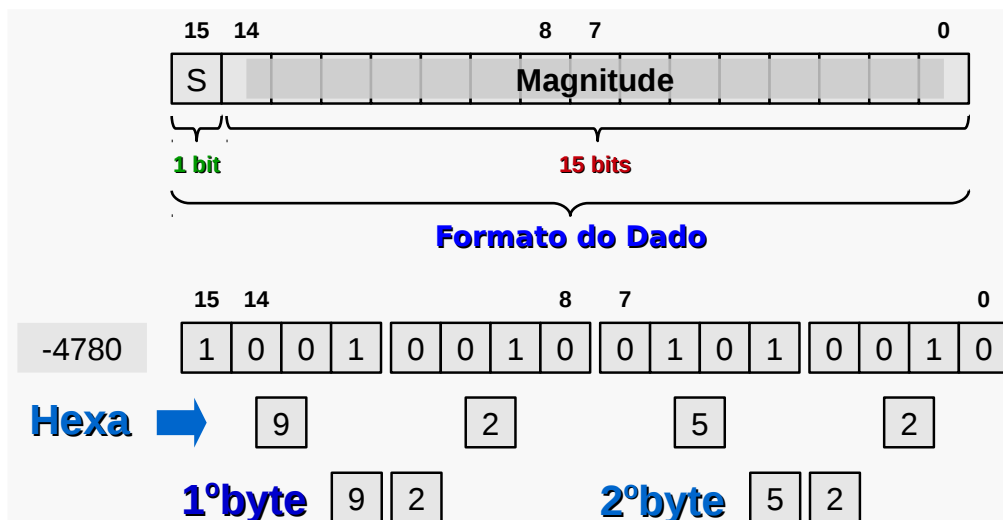 15 14 8 7 0
S Magnitude
1 bit 15 bits
Formato do Dado
15 14 8 7 0
-4780 1 0 0 1 0 0 1 0 0 1 0 1 0 0 1 0
Hexa 9 2 5 2
1ºbyte 9 2 2ºbyte 5 2